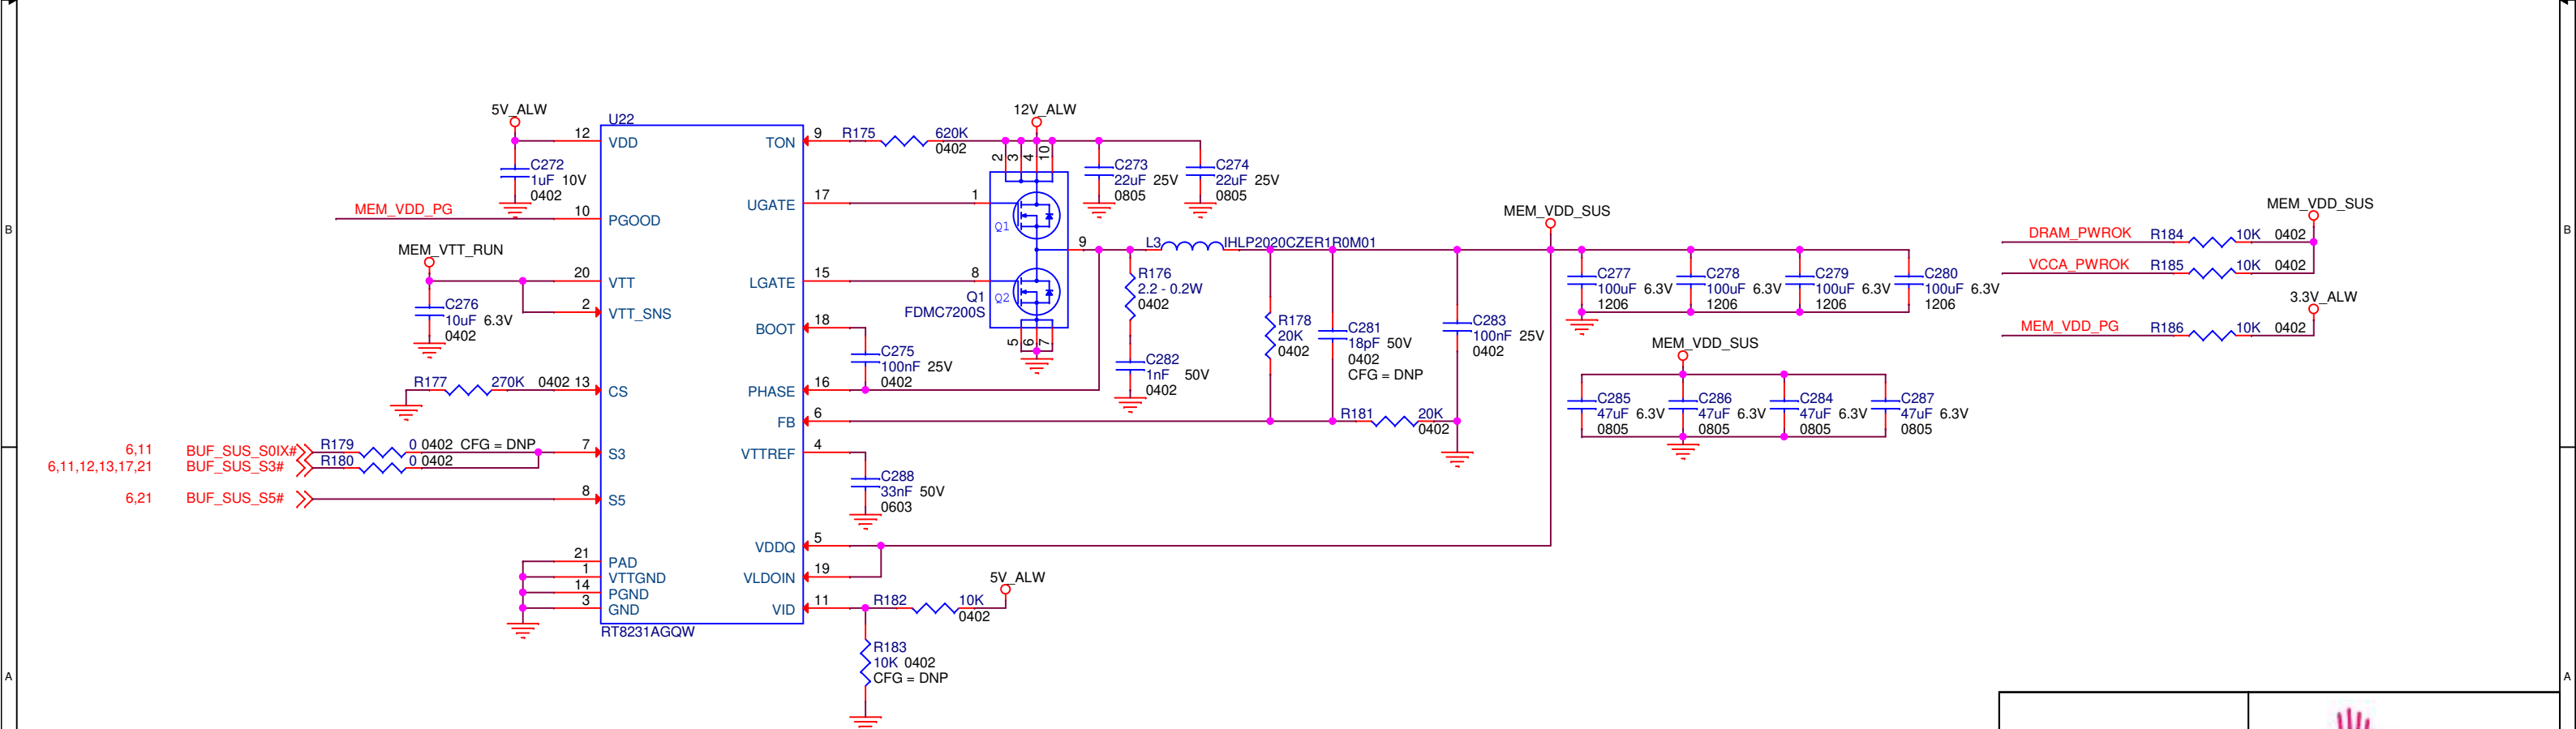 5V_ALW
12 VDD
C272
1uF 10V
0402
MEM_VDD_PG 10 PGOOD
MEM_VTT_RUN
20 VTT
2 VTT_SNS
C276
10uF 6.3V
0402
R177 270K 0402 13 CS
6,11 BUF_SUS_S0IX# R179 0 0402 CFG = DNP
7 S3
6,11,12,13,17,21 BUF_SUS_S3# R180 0 0402
6,21 BUF_SUS_S5# 8 S5
21 PAD
1 VTTGND
14 PGND
3 GND
U22
RT8231AGQW
TON 9 R175 620K
0402
UGATE 17
LGATE 15
BOOT 18
C275
100nF 25V
0402
PHASE 16
FB 6
VTTREF 4
C288
33nF 50V
0603
VDDQ 5
VLDOIN 19
VID 11 R182 10K
0402
5V_ALW
R183
10K 0402
CFG = DNP
12V_ALW
2 3 4 10
1
Q1
9
8
Q2
5 6 7
Q1
FDMC7200S
C273
22uF 25V
0805
C274
22uF 25V
0805
L3 IHLP2020CZER1R0M01
R176
2.2 - 0.2W
0402
C282
1nF 50V
0402
R178
20K
0402
C281
18pF 50V
0402
CFG = DNP
R181 20K
0402
C283
100nF 25V
0402
MEM_VDD_SUS
C277
100uF 6.3V
1206
C278
100uF 6.3V
1206
C279
100uF 6.3V
1206
C280
100uF 6.3V
1206
MEM_VDD_SUS
C285
47uF 6.3V
0805
C286
47uF 6.3V
0805
C284
47uF 6.3V
0805
C287
47uF 6.3V
0805
MEM_VDD_SUS
DRAM_PWROK R184 10K 0402
VCCA_PWROK R185 10K 0402
3.3V_ALW
MEM_VDD_PG R186 10K 0402
B
A
B
A